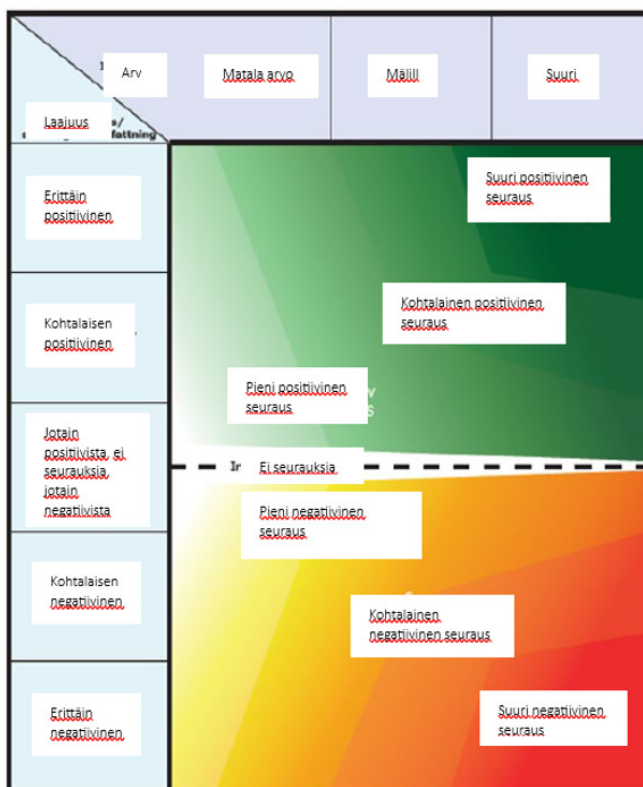 Arv
Matala arvo
Mälill
Suuri
Laajuus
s/
fattning
Erittäin
positiivinen
Suuri positiivinen
seuraus
Kohtalaisen
positiivinen
Kohtalainen positiivinen
seuraus
Pieni positiivinen
seuraus
Jotain
positiivista, ei
seurauksia,
jotain
negatiivista
Ei seurauksia
Pieni negatiivinen
seuraus
Kohtalaisen
negatiivinen
Kohtalainen
negatiivinen seuraus
Erittäin
negatiivinen
Suuri negatiivinen
seuraus